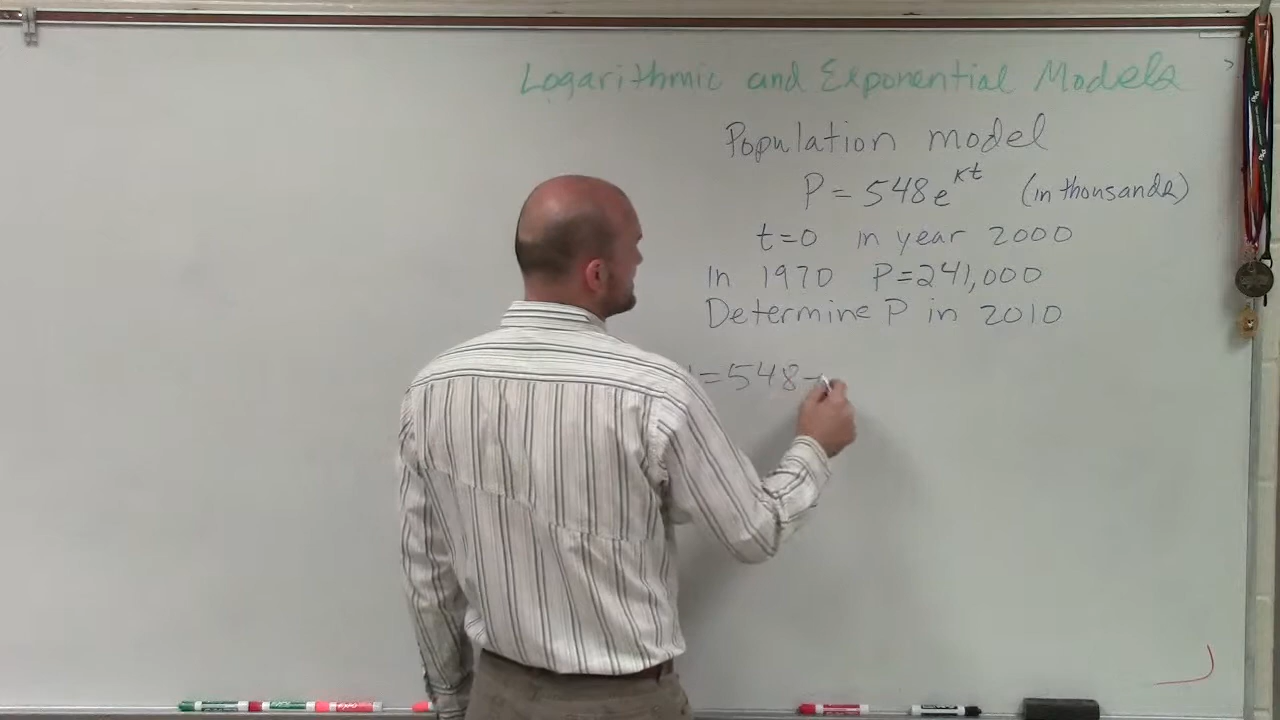 Logarithmic and Exponential Models
Population model
P = 548e^kt (in thousands)
t=0 in year 2000
In 1970 P=241,000
Determine P in 2010
=548